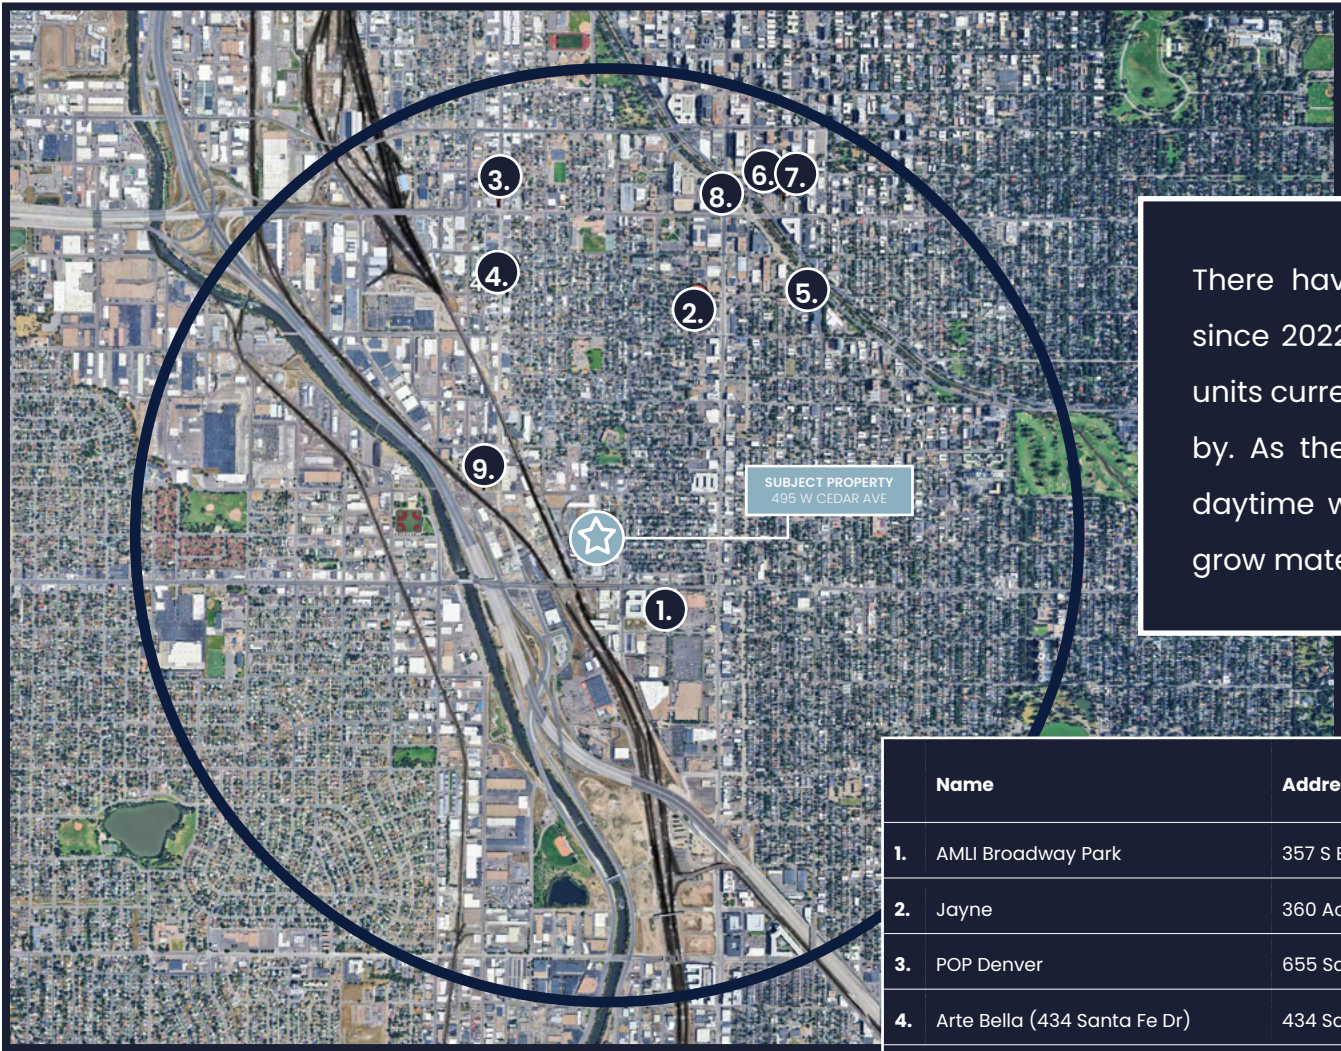 3.
6.
7.
8.
4.
5.
2.
9.
SUBJECT PROPERTY
495 W CEDAR AVE
1.
There hav
since 2022
units curre
by. As the
daytime w
grow mate
Name Addre
1. AMLI Broadway Park 357 S B
2. Jayne 360 Ac
3. POP Denver 655 Sa
4. Arte Bella (434 Santa Fe Dr) 434 Sa